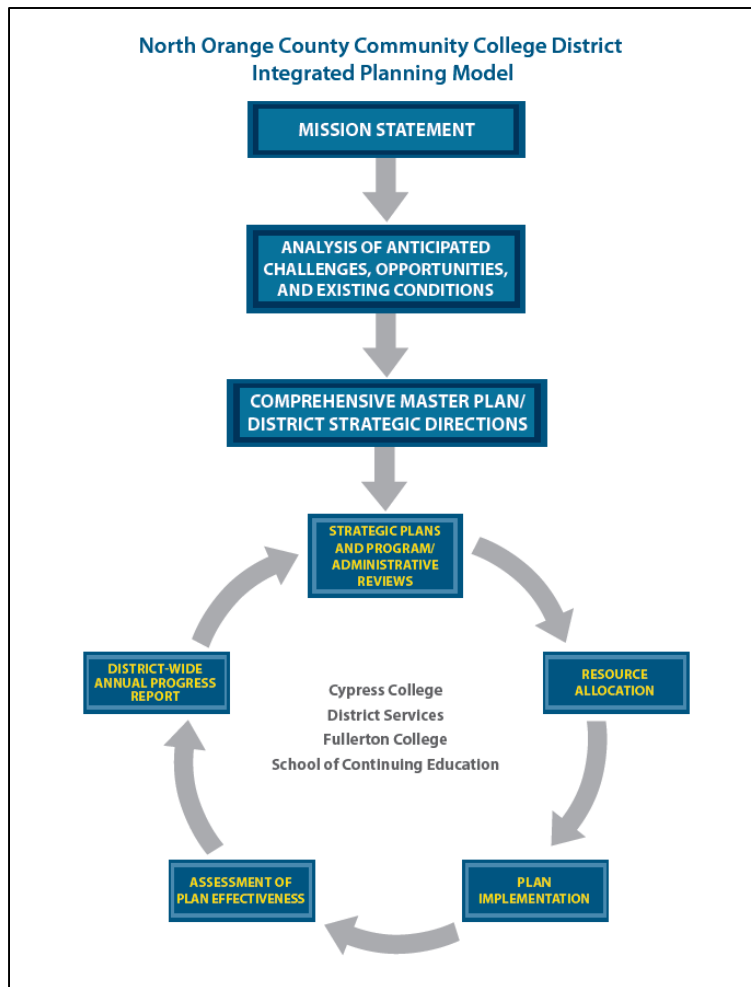 North Orange County Community College District
Integrated Planning Model
MISSION STATEMENT
ANALYSIS OF ANTICIPATED
CHALLENGES, OPPORTUNITIES,
AND EXISTING CONDITIONS
COMPREHENSIVE MASTER PLAN/
DISTRICT STRATEGIC DIRECTIONS
STRATEGIC PLANS
AND PROGRAM/
ADMINISTRATIVE
REVIEWS
RESOURCE
ALLOCATION
PLAN
IMPLEMENTATION
ASSESSMENT OF
PLAN EFFECTIVENESS
DISTRICT-WIDE
ANNUAL PROGRESS
REPORT
Cypress College
District Services
Fullerton College
School of Continuing Education